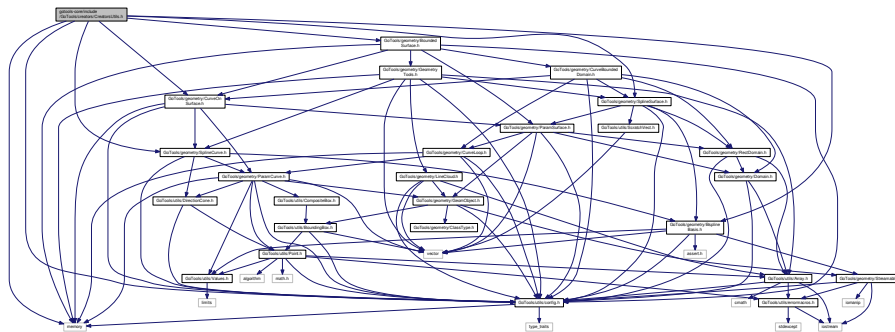 gotools-core/include
/GoTools/creators/CreatorsUtils.h
GoTools/geometry/Bounded
Surface.h
GoTools/geometry/Geometry
Tools.h
GoTools/geometry/CurveBounded
Domain.h
GoTools/geometry/CurveOn
Surface.h
GoTools/geometry/SplineSurface.h
GoTools/geometry/ParamSurface.h
GoTools/utils/ScratchVect.h
GoTools/geometry/SplineCurve.h
GoTools/geometry/CurveLoop.h
GoTools/geometry/RectDomain.h
GoTools/geometry/ParamCurve.h
GoTools/geometry/LineCloud.h
GoTools/geometry/Domain.h
GoTools/utils/DirectionCone.h
GoTools/utils/CompositeBox.h
GoTools/geometry/GeomObject.h
GoTools/utils/BoundingBox.h
GoTools/geometry/ClassType.h
GoTools/geometry/BsplineBasis.h
GoTools/utils/Point.h
vector
assert.h
GoTools/utils/Values.h
algorithm
math.h
GoTools/utils/Array.h
GoTools/geometry/Streamable.h
limits
GoTools/utils/config.h
cmath
GoTools/utils/errormacros.h
iomanip
memory
type_traits
stdexcept
iostream